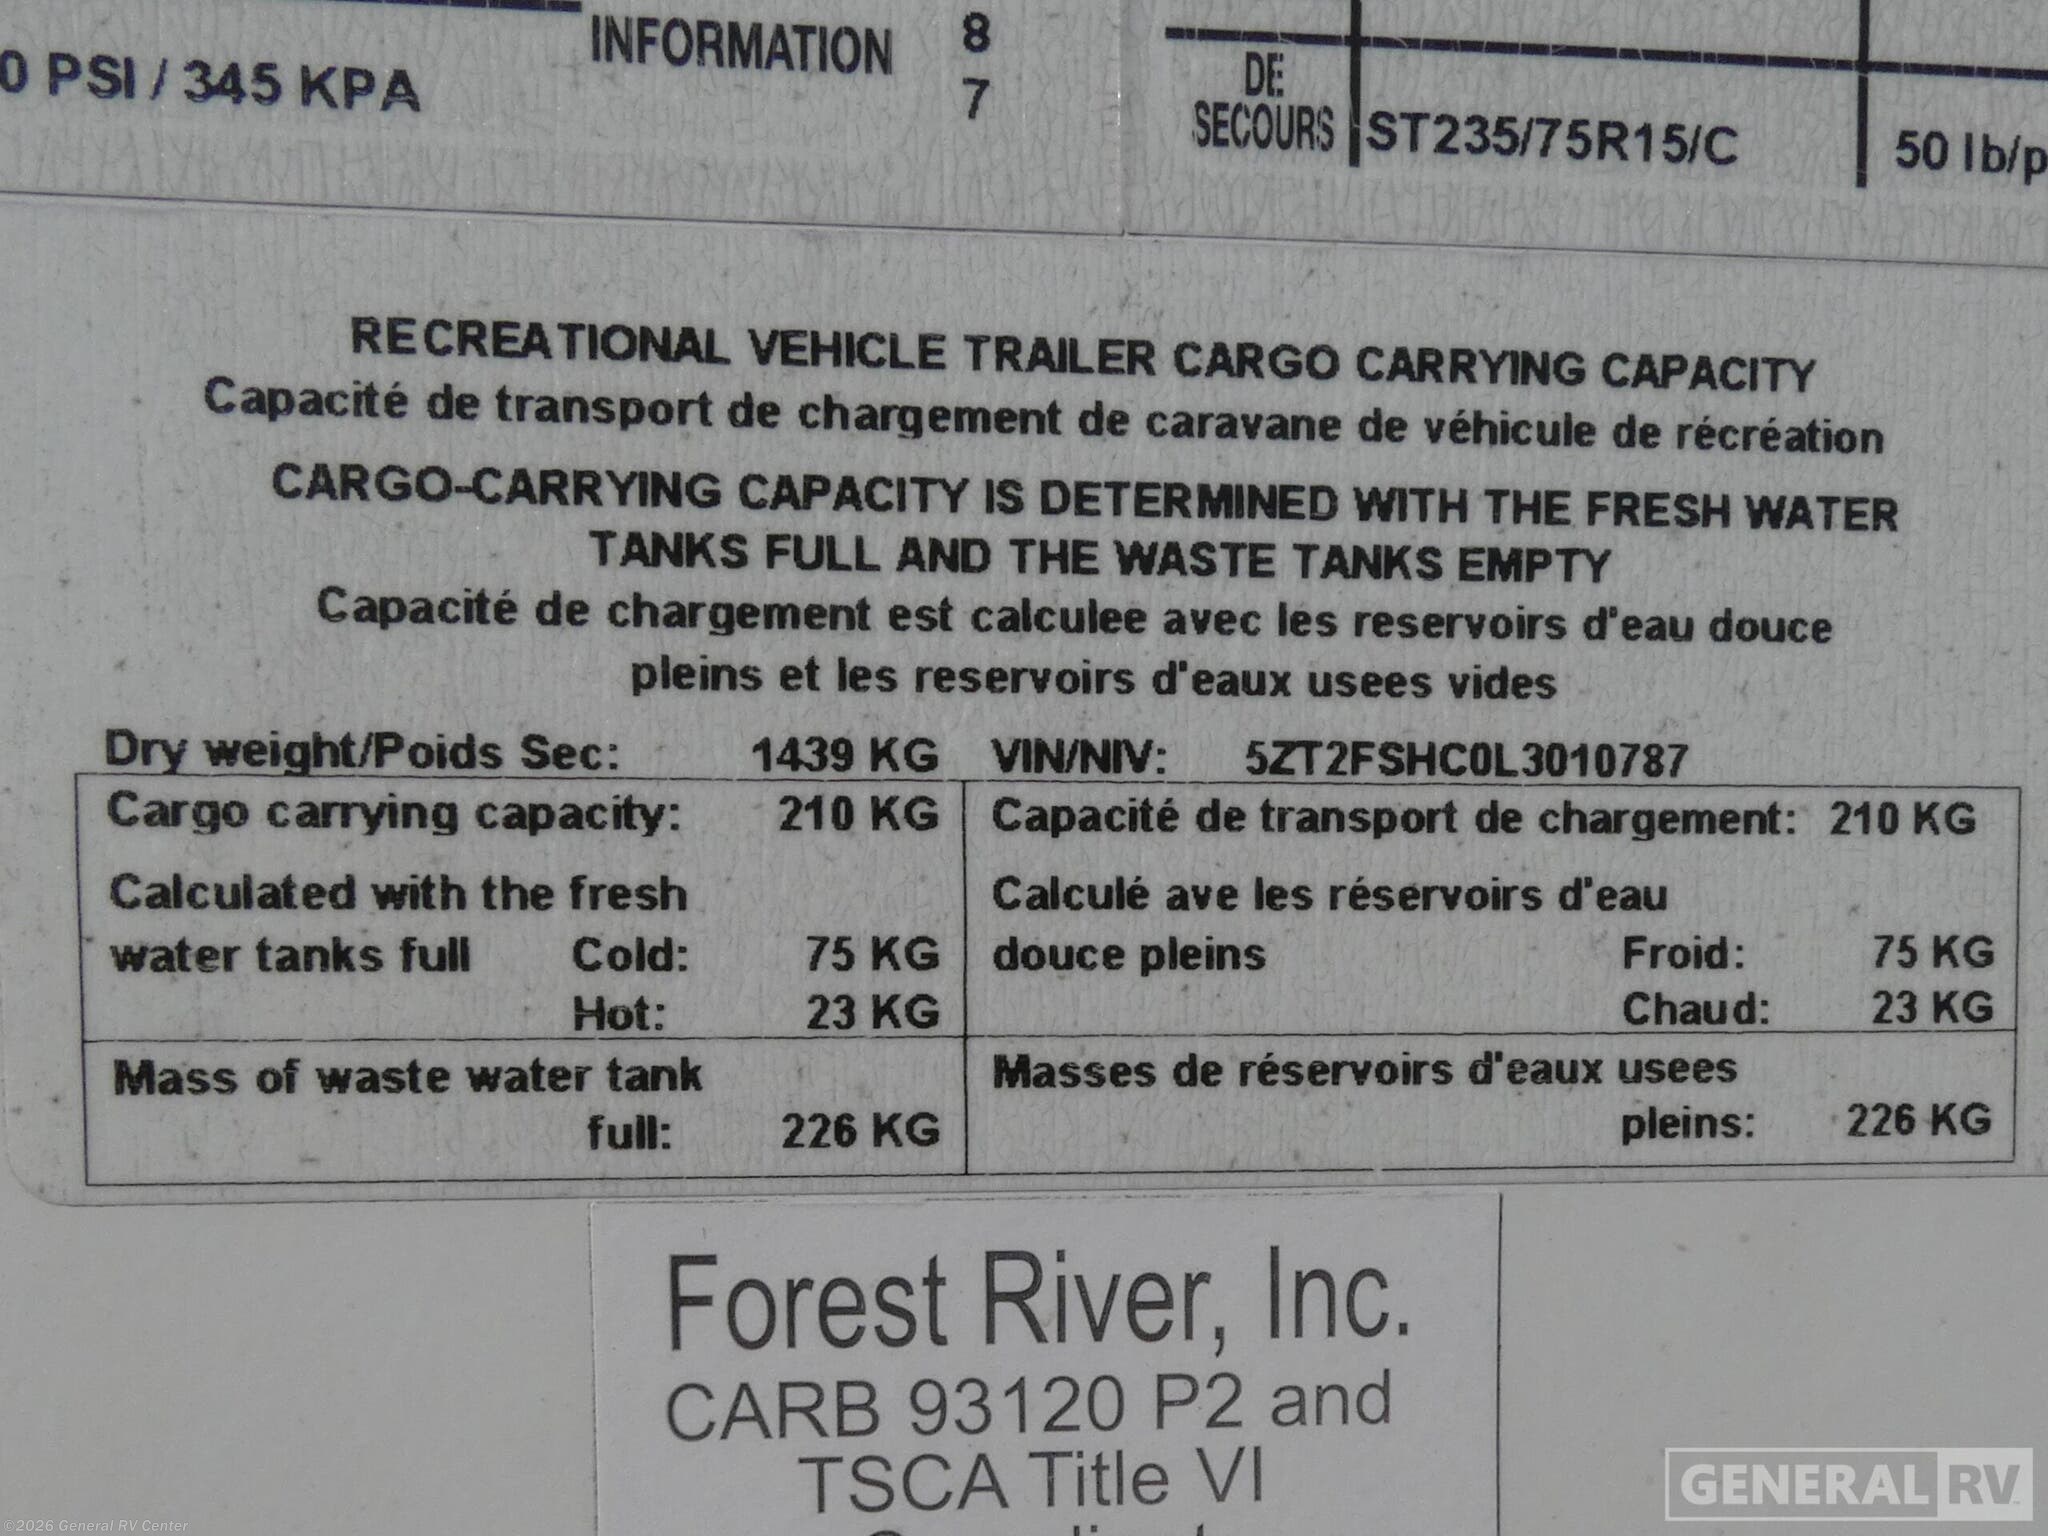 0 PSI / 345 KPA
INFORMATION
8
7
DE
SECOURS
ST235/75R15/C
50 lb/p
RECREATIONAL VEHICLE TRAILER CARGO CARRYING CAPACITY
Capacité de transport de chargement de caravane de véhicule de récréation
CARGO-CARRYING CAPACITY IS DETERMINED WITH THE FRESH WATER
TANKS FULL AND THE WASTE TANKS EMPTY
Capacité de chargement est calculee avec les reservoirs d'eau douce
pleins et les reservoirs d'eaux usees vides
Dry weight/Poids Sec: 1439 KG VIN/NIV: 5ZT2FSHC0L3010787
Cargo carrying capacity: 210 KG
Calculated with the fresh
water tanks full Cold: 75 KG
Hot: 23 KG
Mass of waste water tank
full: 226 KG
Capacité de transport de chargement: 210 KG
Calculé ave les réservoirs d'eau
douce pleins Froid: 75 KG
Chaud: 23 KG
Masses de réservoirs d'eaux usees
pleins: 226 KG
Forest River, Inc.
CARB 93120 P2 and
TSCA Title VI
GENERAL RV
©2026 General RV Center